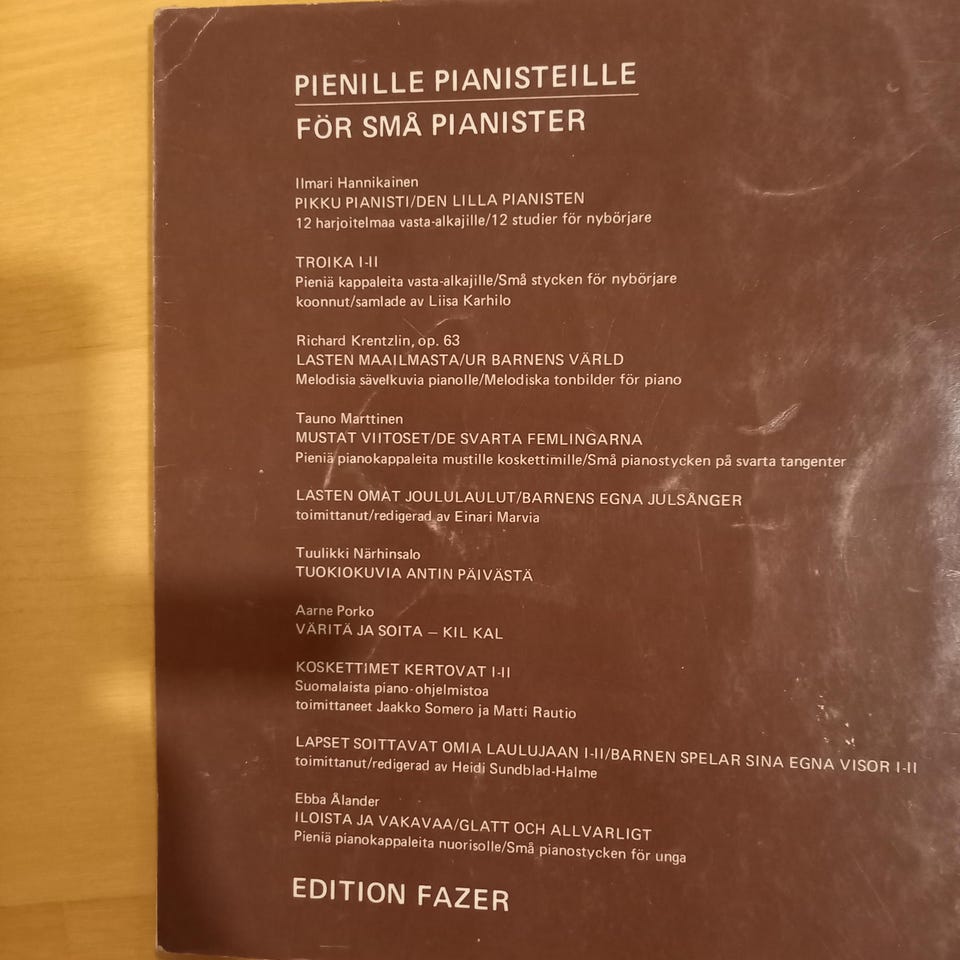 PIENILLE PIANISTEILLE
FÖR SMÅ PIANISTER
Ilmari Hannikainen
PIKKU PIANISTI/DEN LILLA PIANISTEN
12 harjoitelmaa vasta-alkajille/12 studier för nybörjare
TROIKA I-II
Pieniä kappaleita vasta-alkajille/Små stycken för nybörjare
koonnut/samlade av Liisa Karhilo
Richard Krentzlin, op. 63
LASTEN MAAILMASTA/UR BARNENS VÄRLD
Melodisia sävelkuvia pianolle/Melodiska tonbilder för piano
Tauno Marttinen
MUSTAT VIITOSET/DE SVARTA FEMLINGARNA
Pieniä pianokappaleita mustille koskettimille/Små pianostycken på svarta tangenter
LASTEN OMAT JOULULAULUT/BARNENS EGNA JULSÅNGER
toimittanut/redigerad av Einari Marvia
Tuulikki Närhinsalo
TUOKIOKUVIA ANTIN PÄIVÄSTÄ
Aarne Porko
VÄRITÄ JA SOITA – KIL KAL
KOSKETTIMET KERTOVAT I-II
Suomalaista piano-ohjelmistoa
toimittaneet Jaakko Somero ja Matti Rautio
LAPSET SOITTAVAT OMIA LAULUJAAN I-II/BARNEN SPELAR SINA EGNA VISOR I-II
toimittanut/redigerad av Heidi Sundblad-Halme
Ebba Ålander
ILOISTA JA VAKAVAA/GLATT OCH ALLVARLIGT
Pieniä pianokappaleita nuorisolle/Små pianostycken för unga
EDITION FAZER